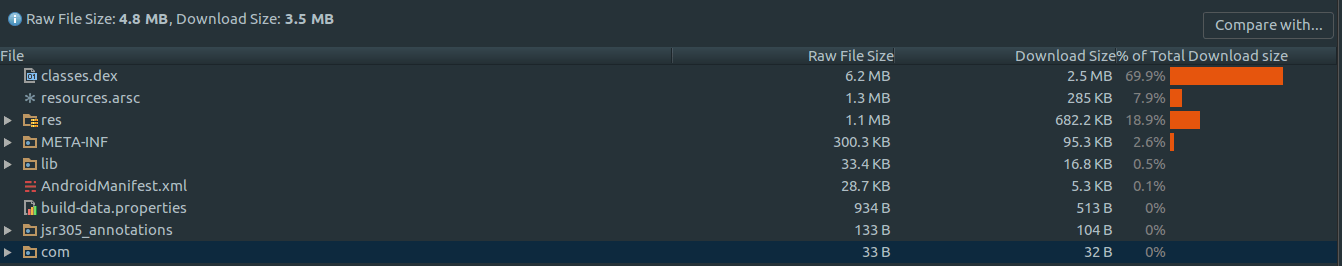 Raw File Size: 4.8 MB, Download Size: 3.5 MB
Compare with...
File Raw File Size Download Size % of Total Download size
classes.dex 6.2 MB 2.5 MB 69.9%
resources.arsc 1.3 MB 285 KB 7.9%
res 1.1 MB 682.2 KB 18.9%
META-INF 300.3 KB 95.3 KB 2.6%
lib 33.4 KB 16.8 KB 0.5%
AndroidManifest.xml 28.7 KB 5.3 KB 0.1%
build-data.properties 934 B 513 B 0%
jsr305_annotations 133 B 104 B 0%
com 33 B 32 B 0%